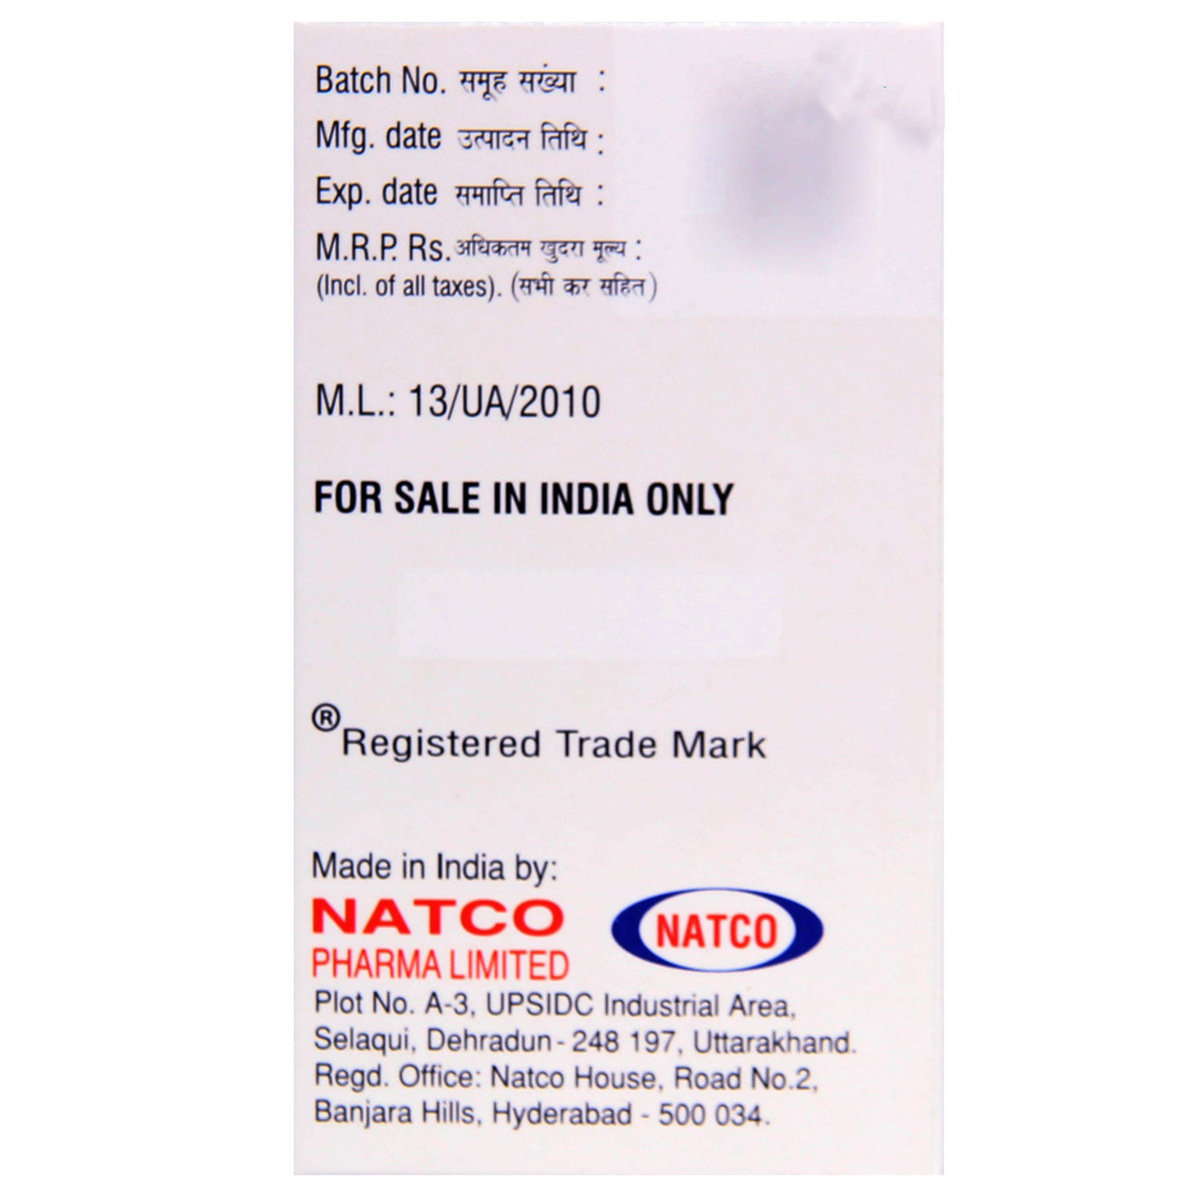 Batch No. समूह सख्ंया :
Mfg. date उत्पादन तिथि :
Exp. date समाप्ति तिथि :
M.R.P. Rs. अधिकतम खुदरा मूल्य :
(Incl. of all taxes). (सभी कर सहित)
M.L.: 13/UA/2010
FOR SALE IN INDIA ONLY
® Registered Trade Mark
Made in India by:
NATCO
PHARMA LIMITED
NATCO
Plot No. A-3, UPSIDC Industrial Area,
Selaqui, Dehradun - 248 197, Uttarakhand.
Regd. Office: Natco House, Road No.2,
Banjara Hills, Hyderabad - 500 034.